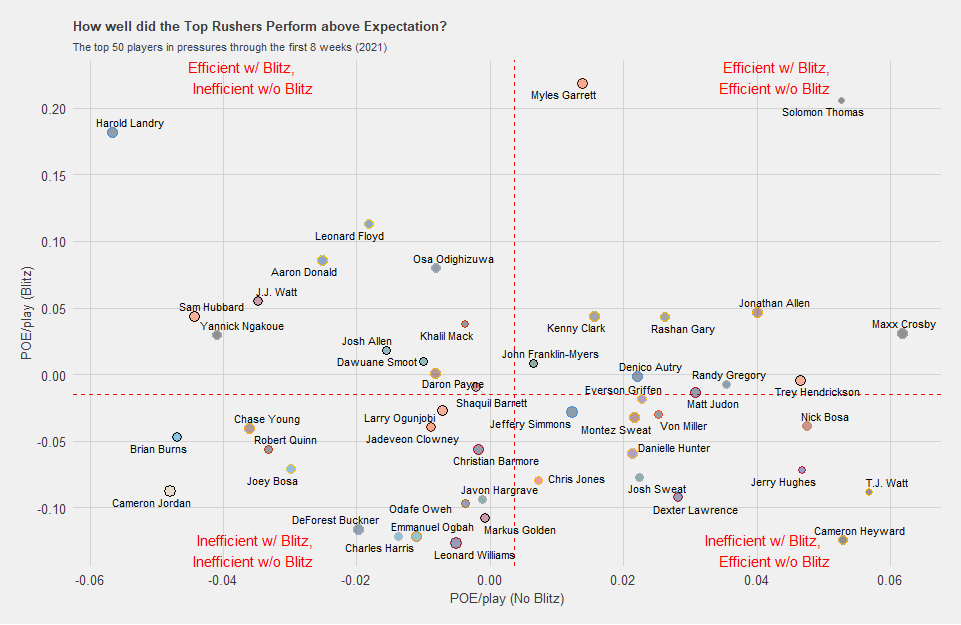 How well did the Top Rushers Perform above Expectation?
The top 50 players in pressures through the first 8 weeks (2021)
Efficient w/ Blitz,
Inefficient w/o Blitz
Efficient w/ Blitz,
Efficient w/o Blitz
Myles Garrett
Solomon Thomas
Harold Landry
Leonard Floyd
Aaron Donald
Osa Odighizuwa
J.J. Watt
Sam Hubbard
Yannick Ngakoue
Khalil Mack
Kenny Clark
Rashan Gary
Jonathan Allen
Maxx Crosby
Josh Allen
Dawuane Smoot
John Franklin-Myers
Daron Payne
Denico Autry
Randy Gregory
Everson Griffen
Trey Hendrickson
Shaquil Barrett
Matt Judon
Larry Ogunjobi
Jeffery Simmons
Montez Sweat
Von Miller
Nick Bosa
Chase Young
Robert Quinn
Jadeveon Clowney
Brian Burns
Christian Barmore
Danielle Hunter
Joey Bosa
Chris Jones
Jerry Hughes
T.J. Watt
Cameron Jordan
Javon Hargrave
Josh Sweat
Odafe Oweh
Dexter Lawrence
DeForest Buckner
Emmanuel Ogbah
Markus Golden
Cameron Heyward
Charles Harris
Leonard Williams
Inefficient w/ Blitz,
Inefficient w/o Blitz
Inefficient w/ Blitz,
Efficient w/o Blitz
0.20
0.15
0.10
0.05
0.00
-0.05
-0.10
POE/play (Blitz)
-0.06
-0.04
-0.02
0.00
0.02
0.04
0.06
POE/play (No Blitz)